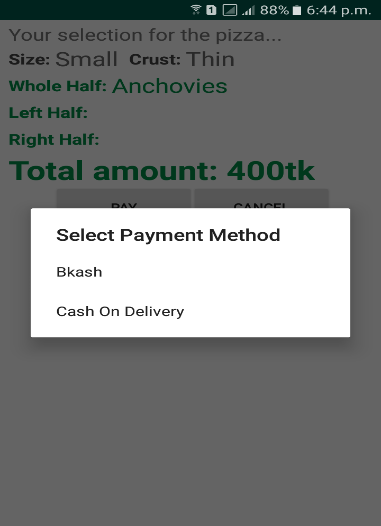 1 88% 6:44 p.m.
Your selection for the pizza...
Size: Small Crust: Thin
Whole Half: Anchovies
Left Half:
Right Half:
Total amount: 400tk
PAY CANCEL
Select Payment Method
Bkash
Cash On Delivery